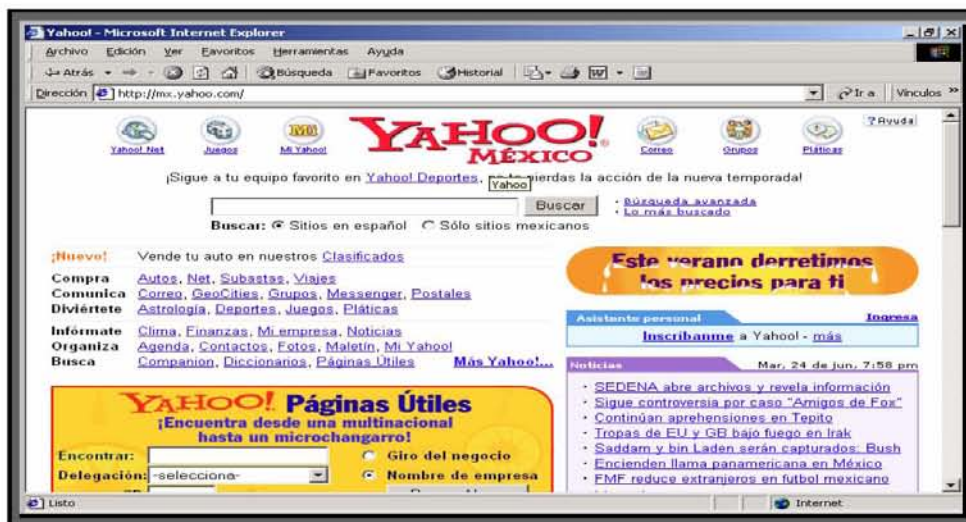 Yahoo! - Microsoft Internet Explorer
Archivo Edición Ver Favoritos Herramientas Ayuda
Atrás Búsqueda Favoritos Historial
Dirección http://mx.yahoo.com/ Ir a Vínculos »
Yahoo! Net Juegos Mi Yahoo! YAHOO! MÉXICO Correo Grupos Pláticas ?Ayuda
¡Sigue a tu equipo favorito en Yahoo! Deportes, pierdas la acción de la nueva temporada!
Yahoo
Buscar · Búsqueda avanzada
· Lo más buscado
Buscar: Sitios en español Sólo sitios mexicanos
¡Nuevo! Vende tu auto en nuestros Clasificados
Compra Autos, Net, Subastas, Viajes
Comunica Correo, GeoCities, Grupos, Messenger, Postales
Diviértete Astrología, Deportes, Juegos, Pláticas
Infórmate Clima, Finanzas, Mi empresa, Noticias
Organiza Agenda, Contactos, Fotos, Maletín, Mi Yahoo!
Busca Companion, Diccionarios, Páginas Útiles Más Yahoo!...
YAHOO! Páginas Útiles
¡Encuentra desde una multinacional
hasta un microchangarro!
Encontrar: Giro del negocio
Delegación: -selecciona- Nombre de empresa
Este verano derretimos
los precios para ti
Asistente personal Ingresa
Inscríbanme a Yahoo! - más
Noticias Mar, 24 de jun, 7:58 pm
· SEDENA abre archivos y revela información
· Sigue controversia por caso "Amigos de Fox"
· Continúan aprehensiones en Tepito
· Tropas de EU y GB bajo fuego en Irak
· Saddam y bin Laden serán capturados: Bush
· Encienden llama panamericana en México
· FMF reduce extranjeros en futbol mexicano
Listo Internet